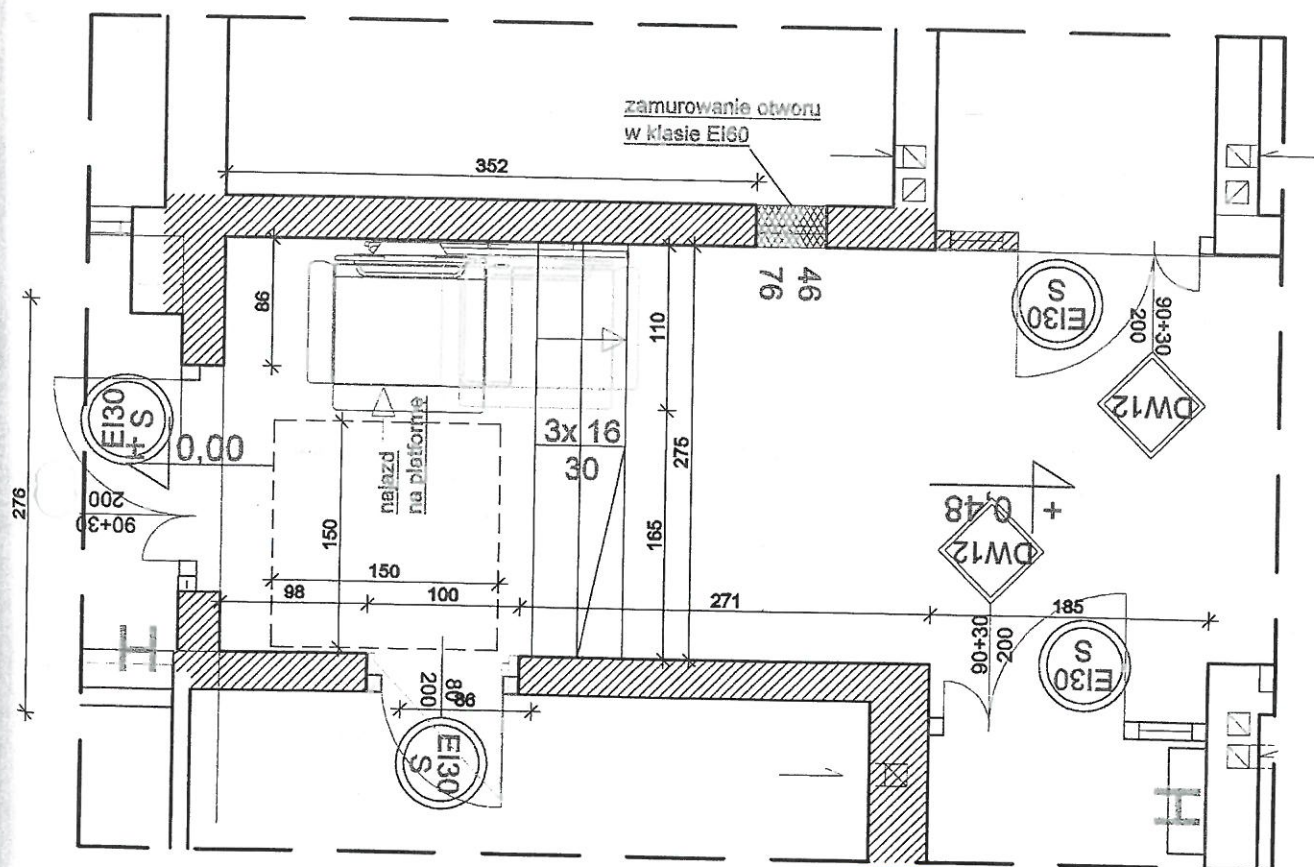 zamurowanie otworu
w klasie EI60
352
46
76
86
110
EI30
S
90+30
200
DW12
EI30
S
+ 0,00
276
90+30
200
najazd
na platformę
3x 16
30
275
150
165
+ 0,48
DW12
150
98
100
271
185
90+30
200
EI30
S
H
80
200
86
EI30
S
H